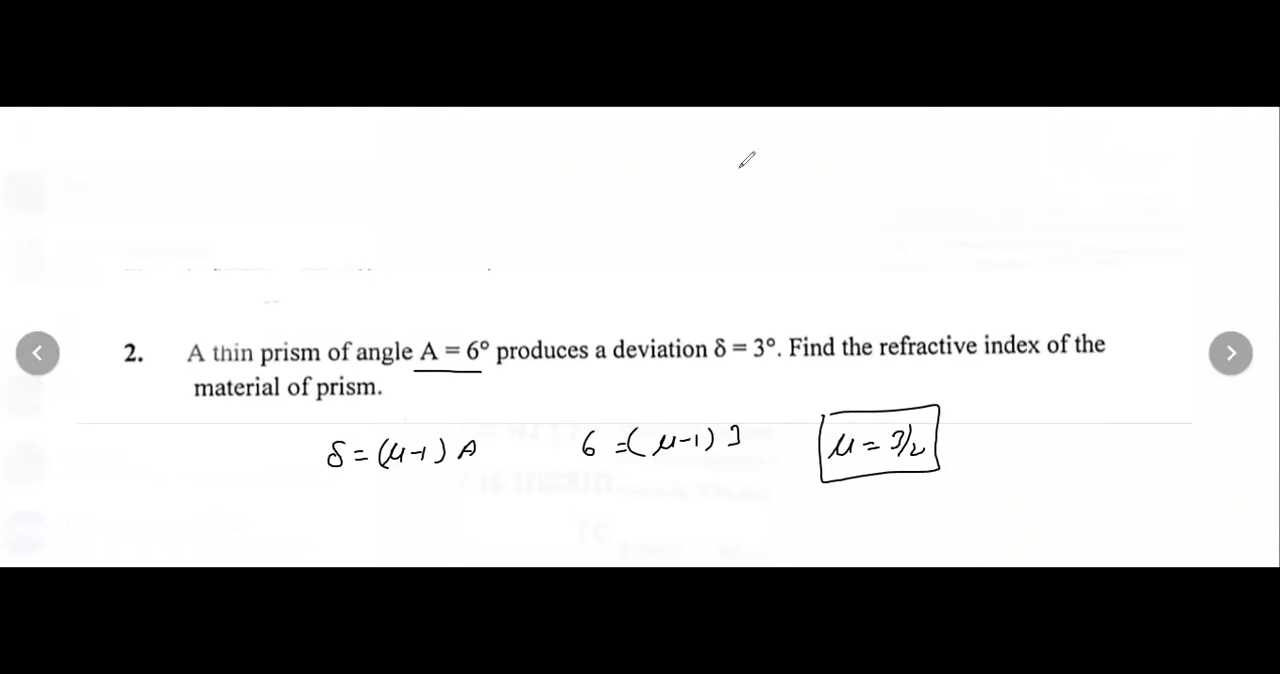 2. A thin prism of angle A = 6° produces a deviation δ = 3°. Find the refractive index of the
material of prism.
δ = (μ-1) A 6 = (μ-1) 3 μ = 3/2